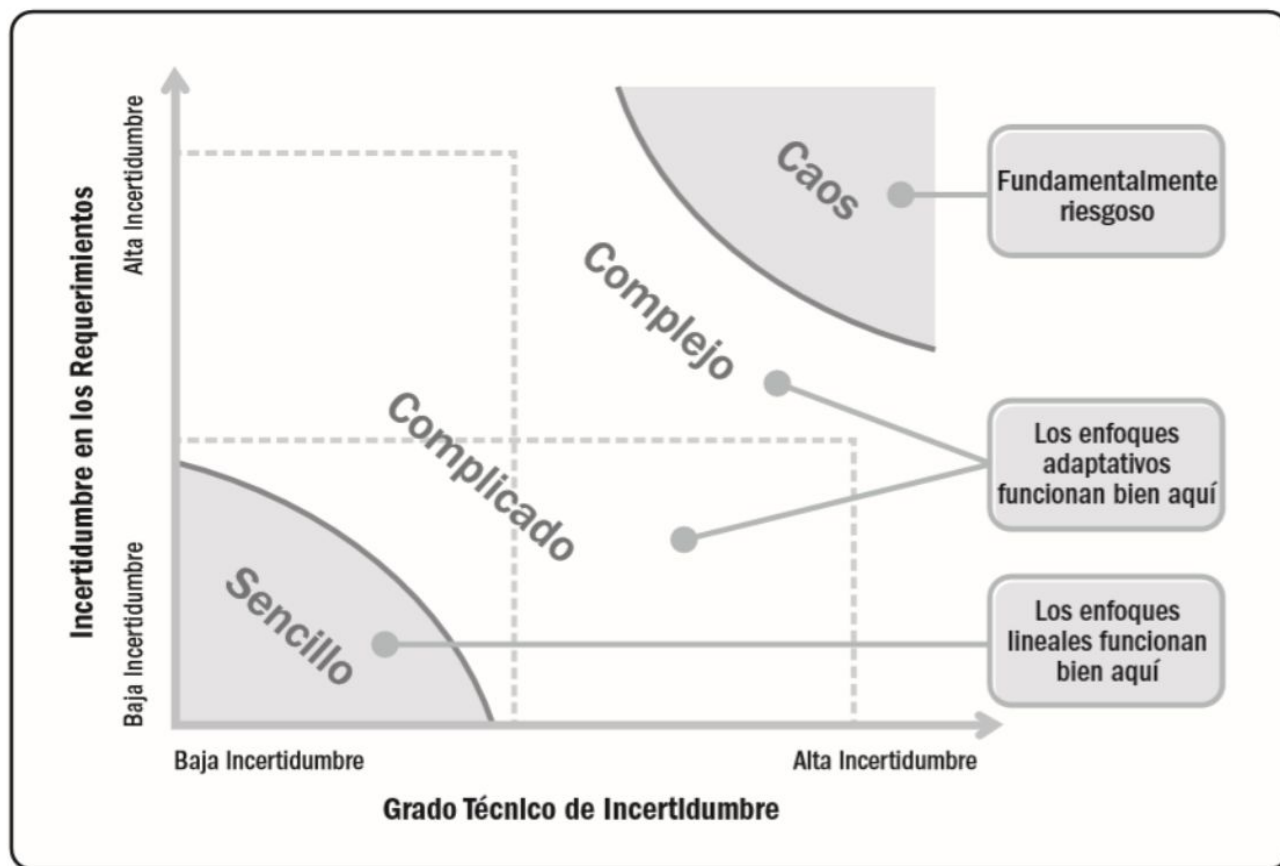 Incertidumbre en los Requerimientos
Alta Incertidumbre
Baja Incertidumbre
Caos
Complejo
Complicado
Sencillo
Fundamentalmente
riesgoso
Los enfoques
adaptativos
funcionan bien aquí
Los enfoques
lineales funcionan
bien aquí
Baja Incertidumbre
Alta Incertidumbre
Grado Técnico de Incertidumbre